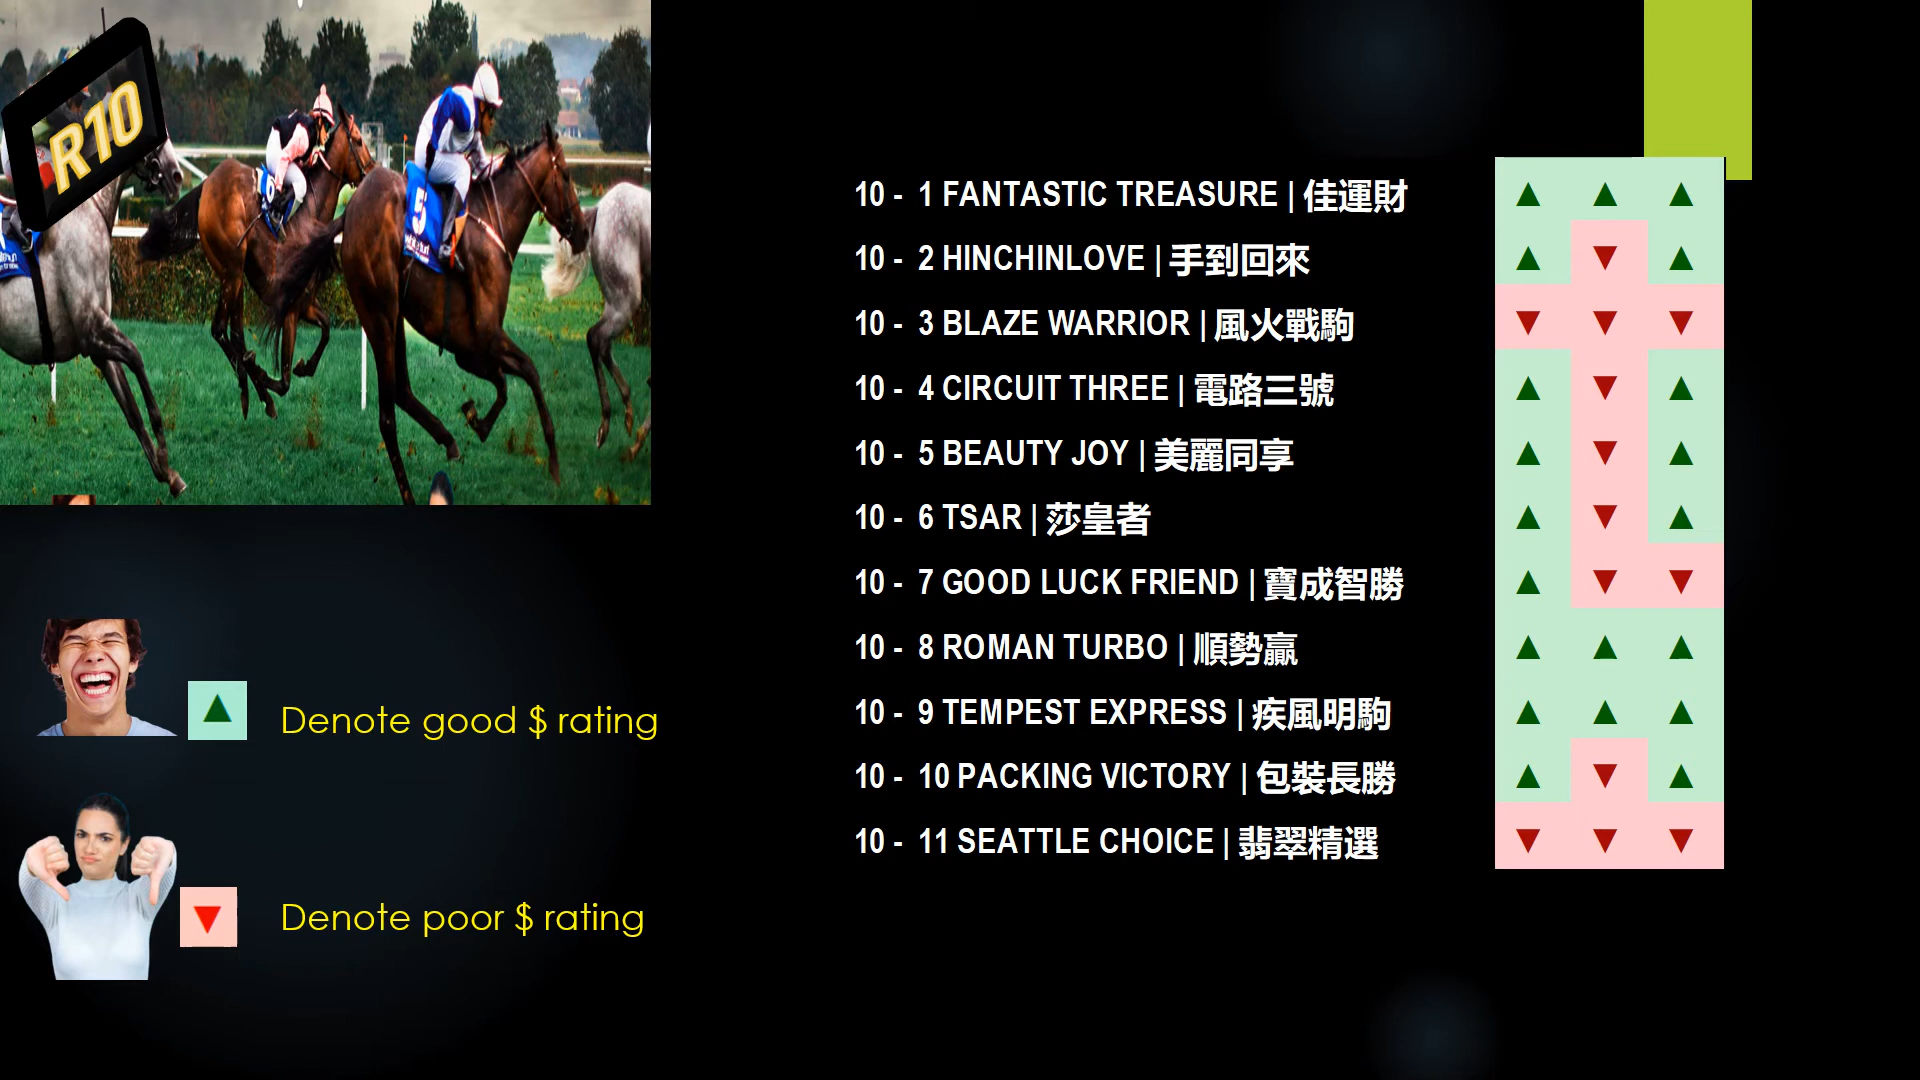 R10
6
5
10 - 1 FANTASTIC TREASURE | 佳運財 ▲ ▲ ▲
10 - 2 HINCHINLOVE | 手到回來 ▲ ▼ ▲
10 - 3 BLAZE WARRIOR | 風火戰駒 ▼ ▼ ▼
10 - 4 CIRCUIT THREE | 電路三號 ▲ ▼ ▲
10 - 5 BEAUTY JOY | 美麗同享 ▲ ▼ ▲
10 - 6 TSAR | 莎皇者 ▲ ▼ ▲
10 - 7 GOOD LUCK FRIEND | 寶成智勝 ▲ ▼ ▼
10 - 8 ROMAN TURBO | 順勢贏 ▲ ▲ ▲
10 - 9 TEMPEST EXPRESS | 疾風明駒 ▲ ▲ ▲
10 - 10 PACKING VICTORY | 包裝長勝 ▲ ▼ ▲
10 - 11 SEATTLE CHOICE | 翡翠精選 ▼ ▼ ▼
▲ Denote good $ rating
▼ Denote poor $ rating